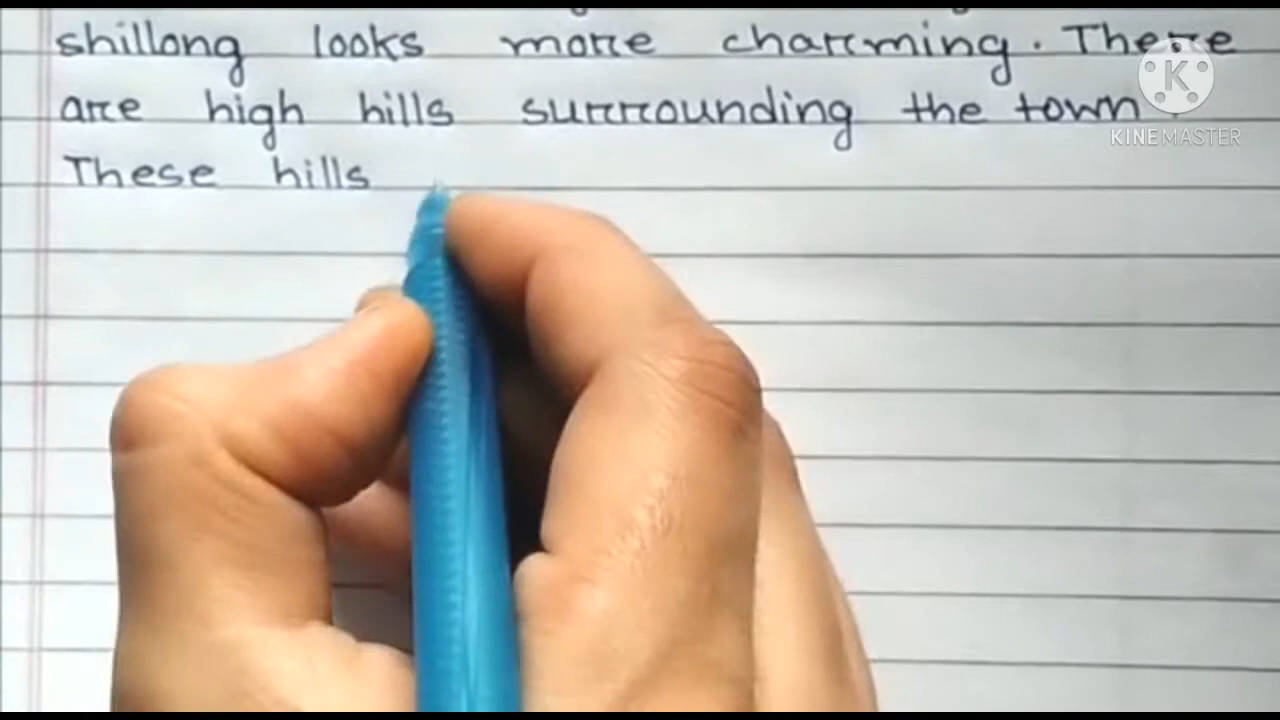 shillong looks more charming. There
are high hills surrounding the town
These hills
K
KINEMASTER